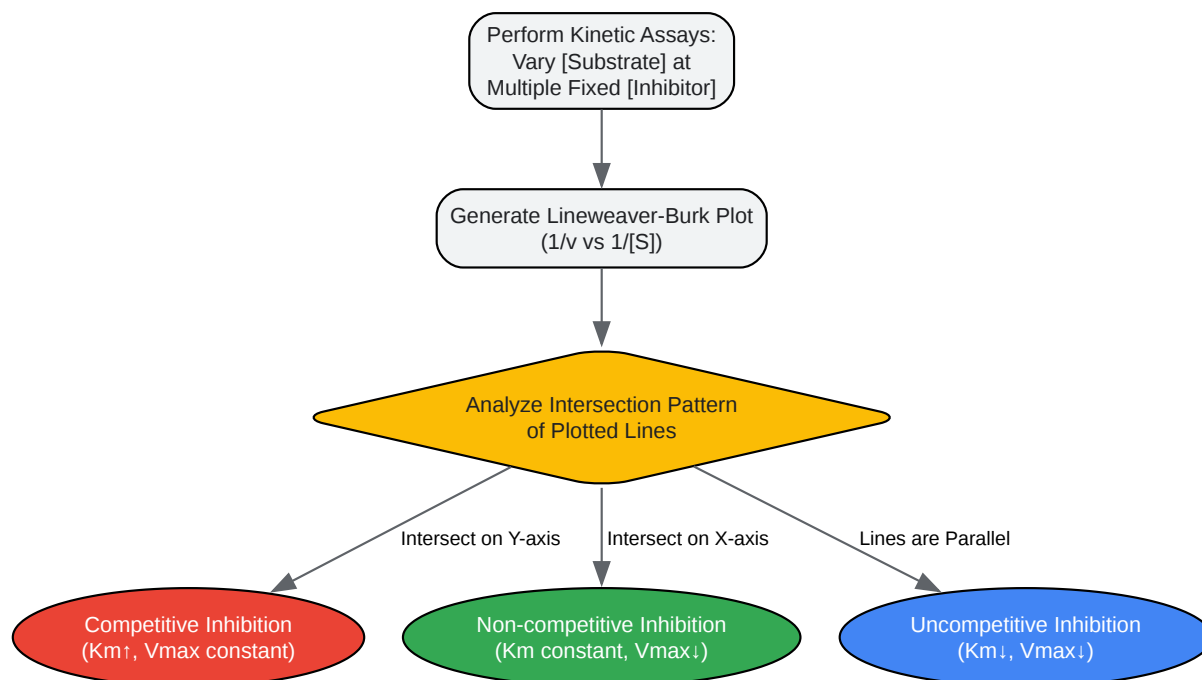 Perform Kinetic Assays:
Vary [Substrate] at
Multiple Fixed [Inhibitor]
Generate Lineweaver-Burk Plot
(1/v vs 1/[S])
Analyze Intersection Pattern
of Plotted Lines
Intersect on Y-axis
Intersect on X-axis
Lines are Parallel
Competitive Inhibition
(Km↑, Vmax constant)
Non-competitive Inhibition
(Km constant, Vmax↓)
Uncompetitive Inhibition
(Km↓, Vmax↓)